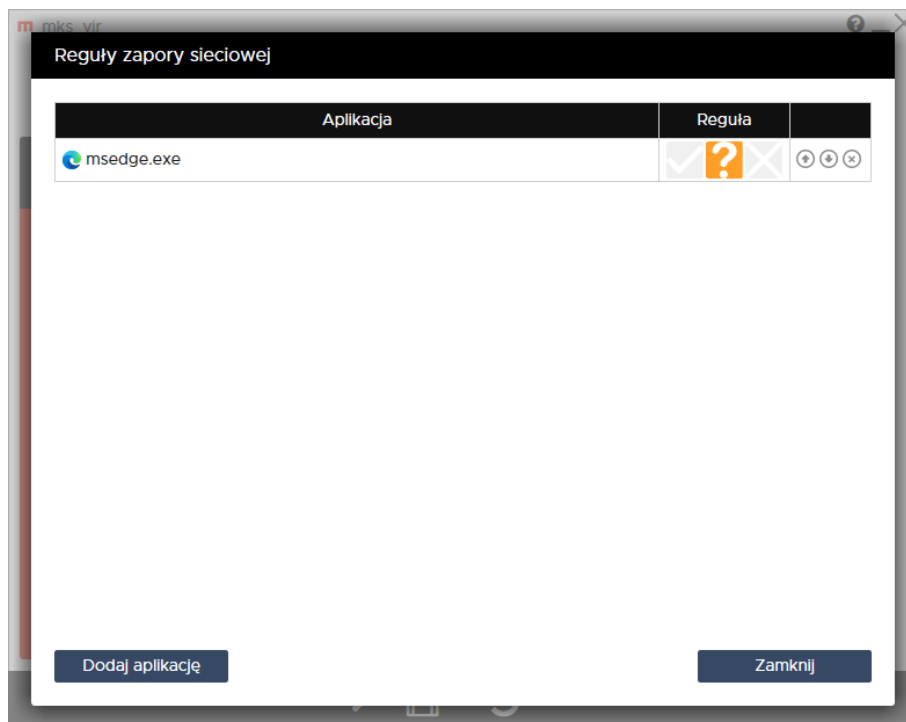 m mks_vir
Reguły zapory sieciowej
Aplikacja Reguła
msedge.exe
Dodaj aplikację Zamknij